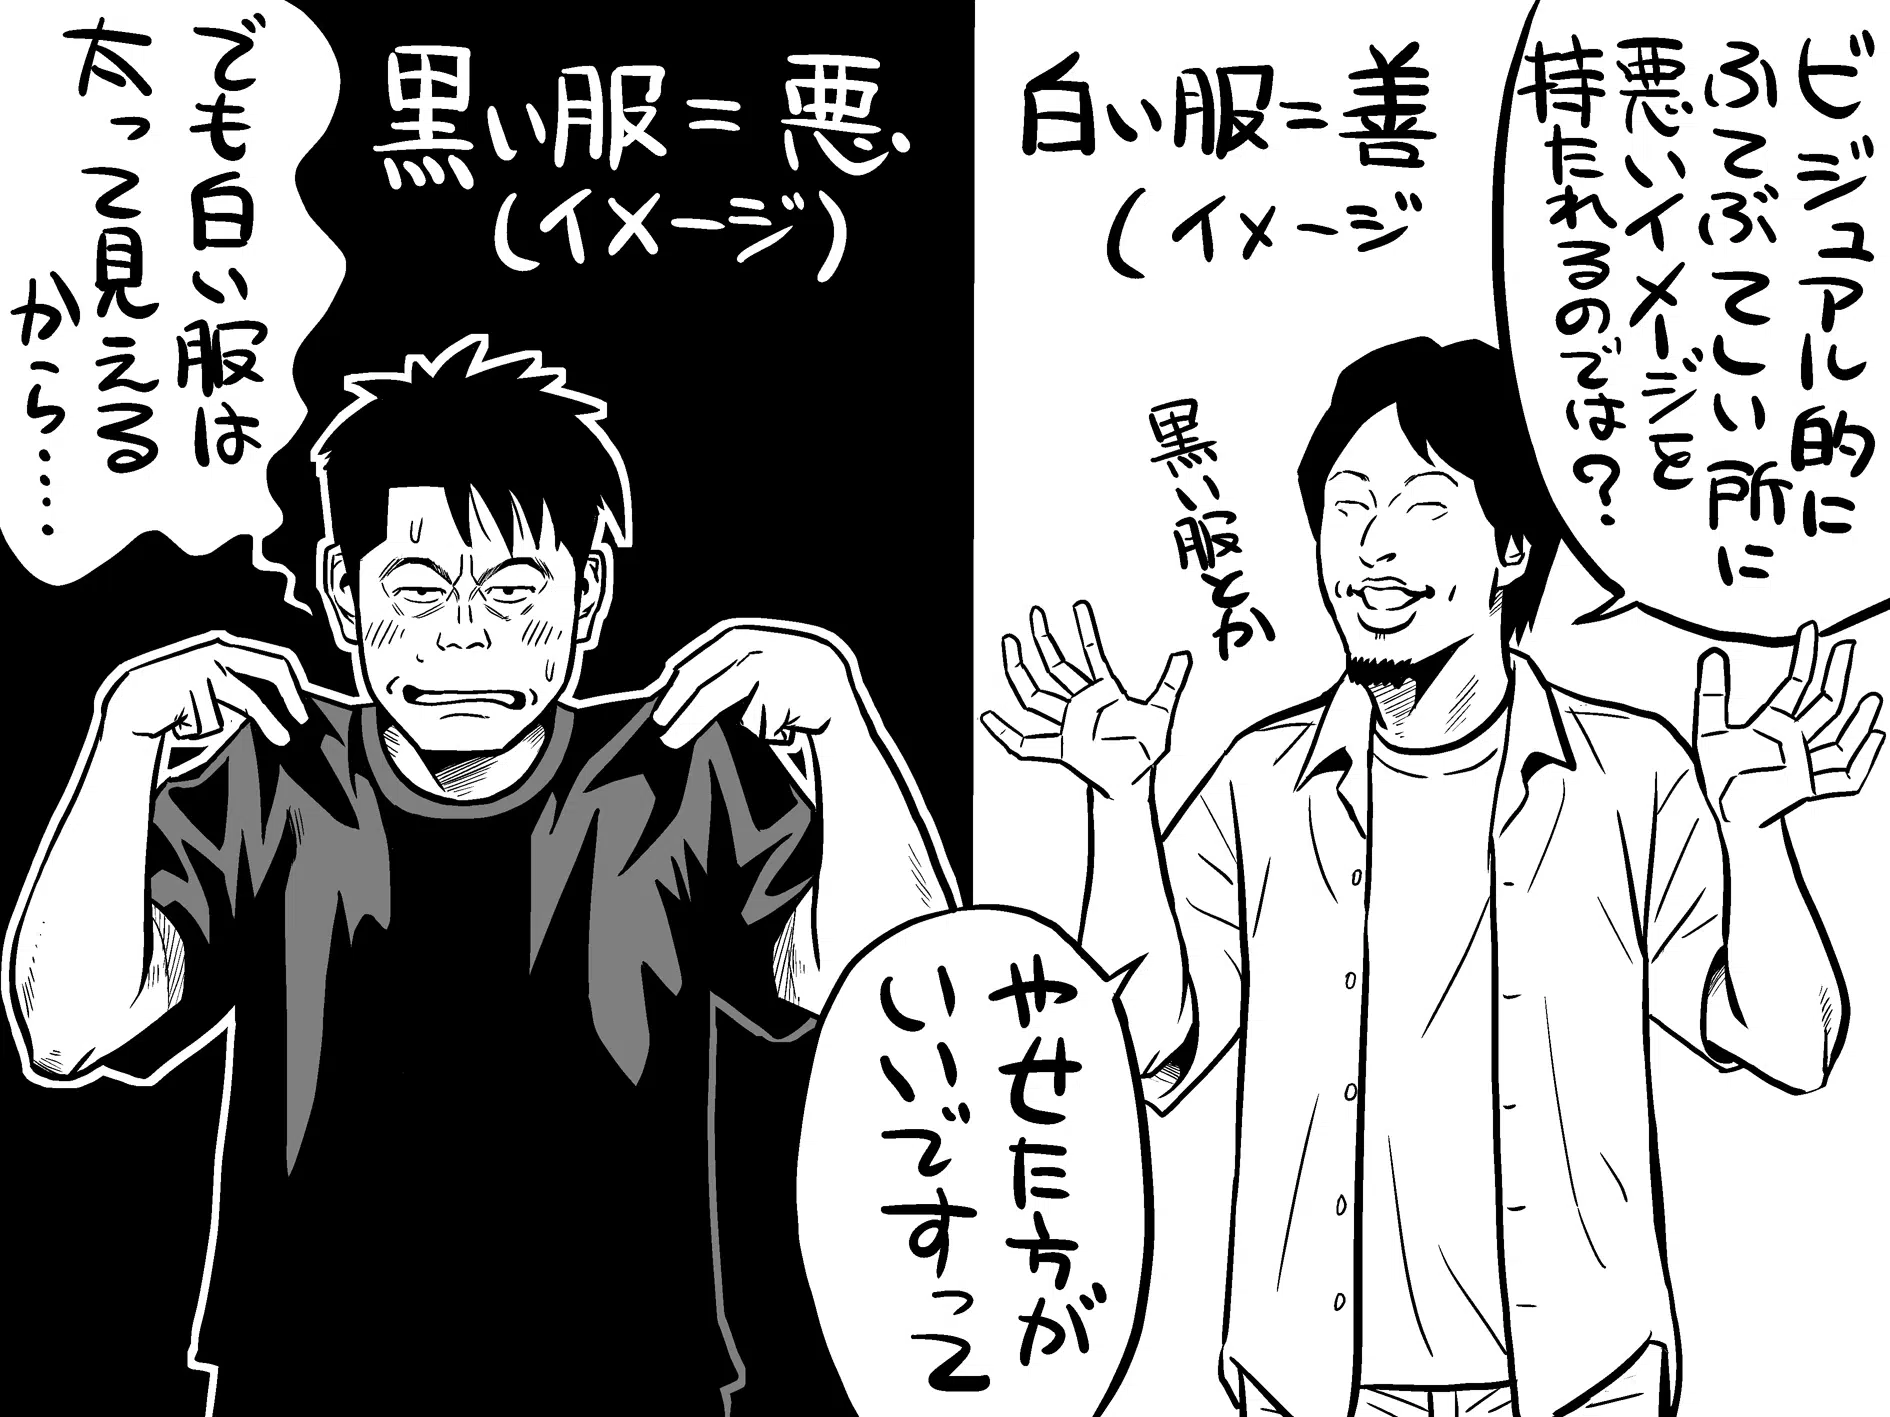 ビジュアル的に
ふてぶてしい所に
悪いイメージを
持たれるのでは?
白い服=善
(イメージ
黒い服とか
やせた方が
いいですって
黒い服=悪
(イメージ)
でも白い服は
太って見える
から……